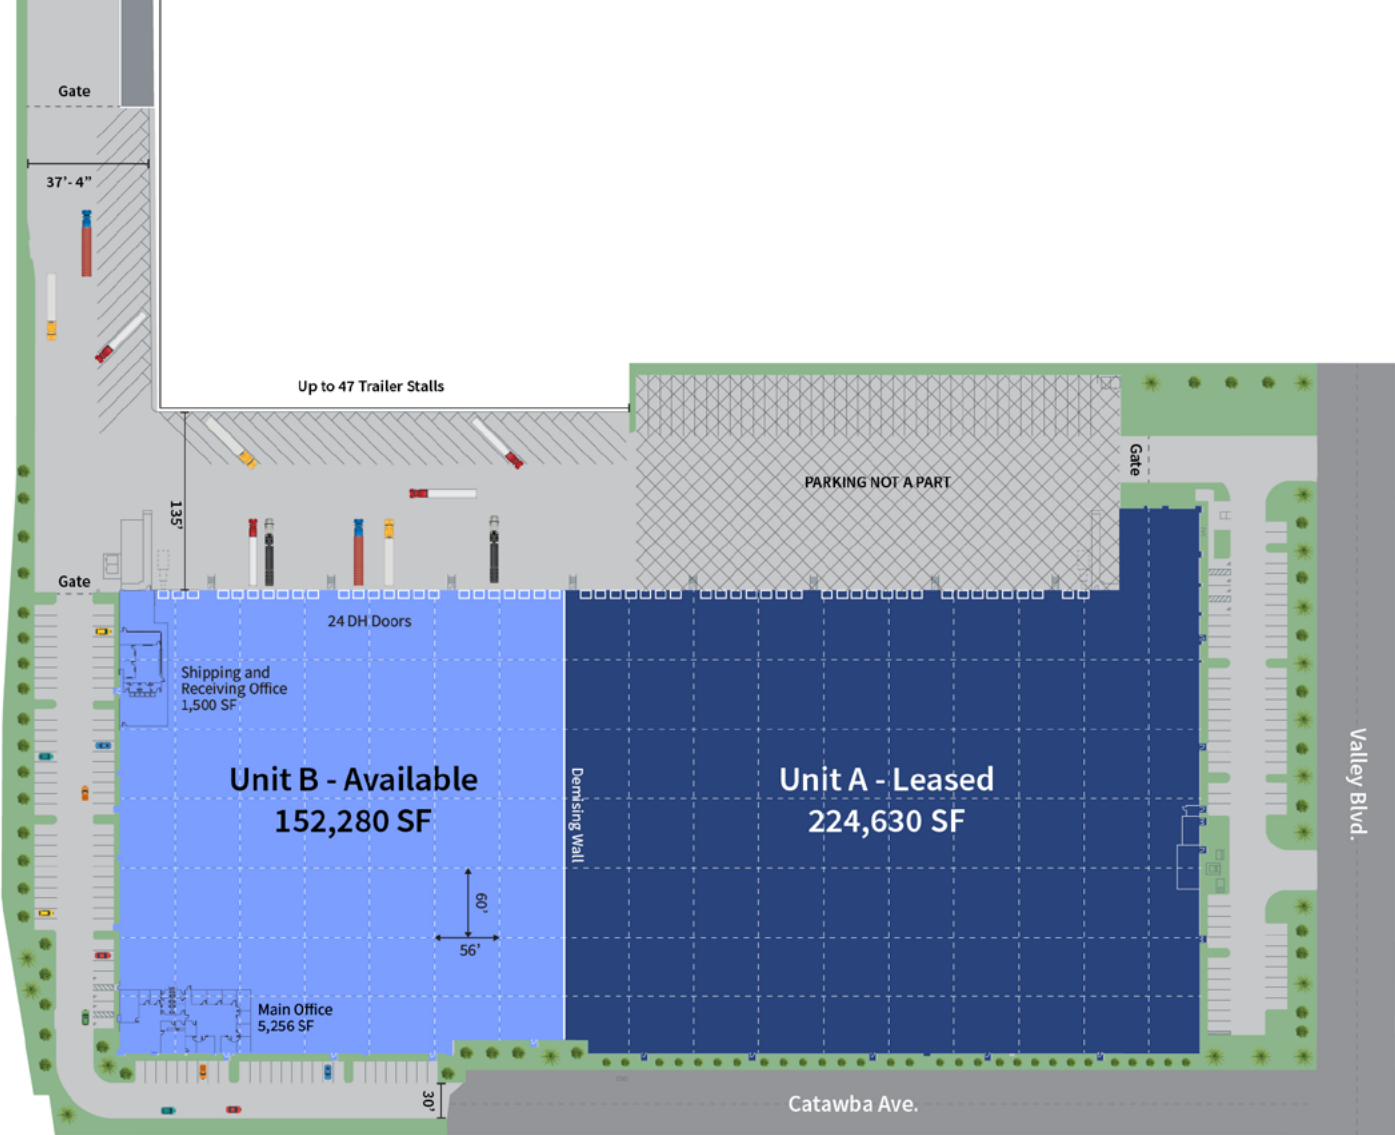 Gate
37'- 4”
Up to 47 Trailer Stalls
135'
PARKING NOT A PART
Gate
Gate
24 DH Doors
Shipping and
Receiving Office
1,500 SF
Unit B - Available
152,280 SF
Demising Wall
Unit A - Leased
224,630 SF
Valley Blvd.
60'
56'
Main Office
5,256 SF
30'
Catawba Ave.